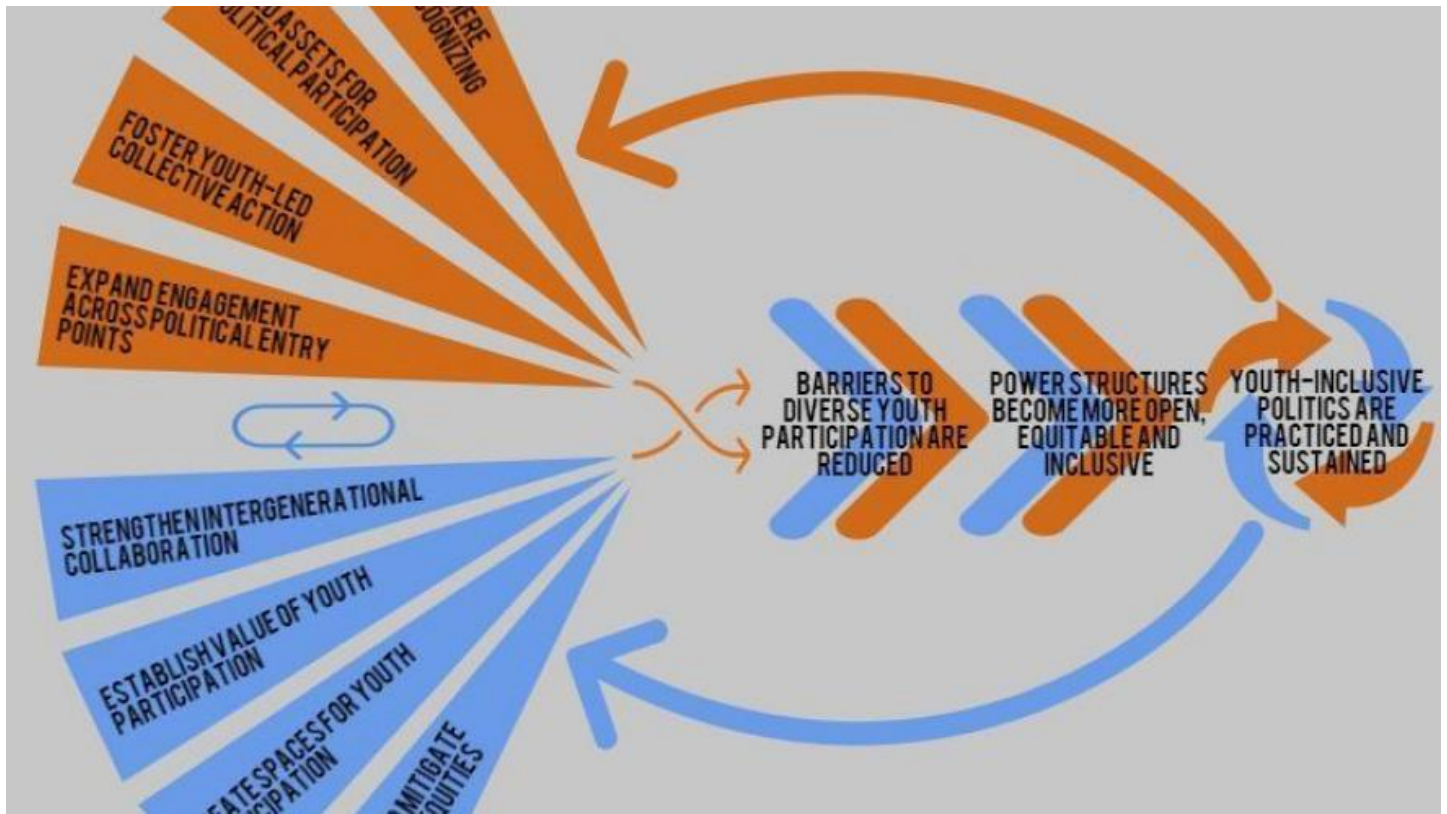 ASSETS FOR
POLITICAL PARTICIPATION
FOSTER YOUTH-LED
COLLECTIVE ACTION
EXPAND ENGAGEMENT
ACROSS POLITICAL ENTRY
POINTS
STRENGTHEN INTERGENERATIONAL
COLLABORATION
ESTABLISH VALUE OF YOUTH
PARTICIPATION
SPACES FOR YOUTH
MITIGATE
BARRIERS TO
DIVERSE YOUTH
PARTICIPATION ARE
REDUCED
POWER STRUCTURES
BECOME MORE OPEN,
EQUITABLE AND
INCLUSIVE
YOUTH-INCLUSIVE
POLITICS ARE
PRACTICED AND
SUSTAINED